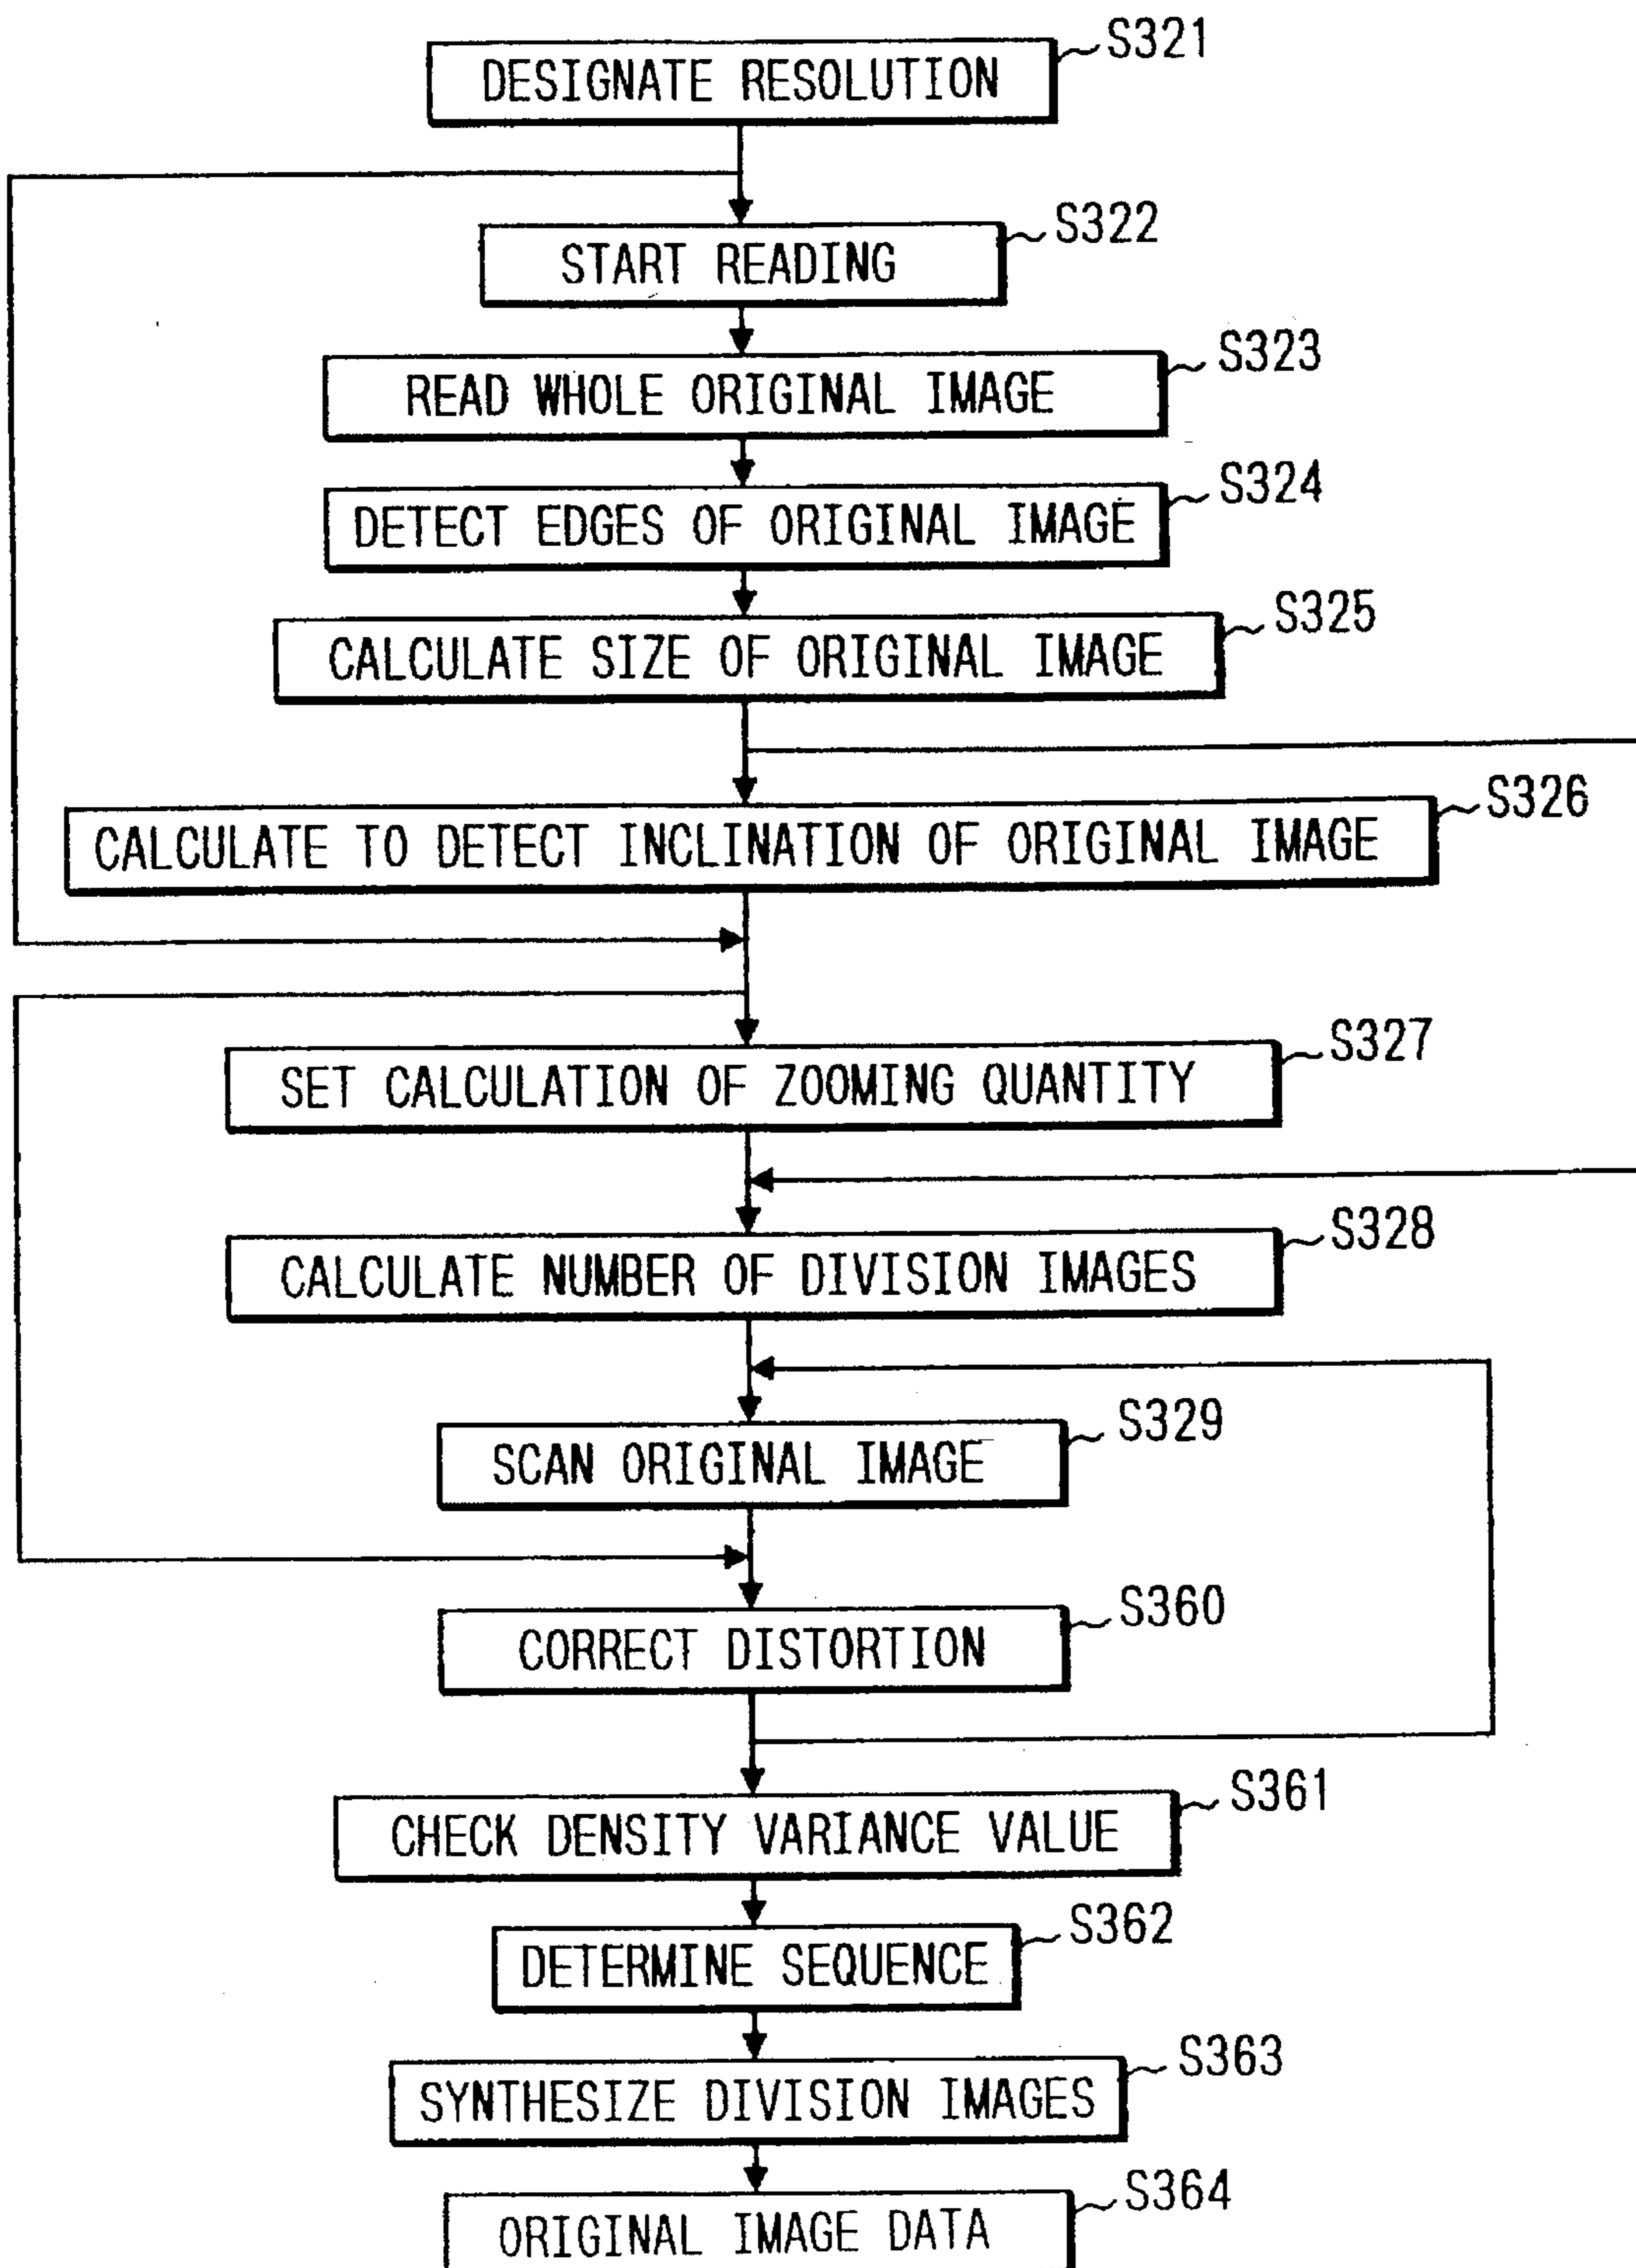 S321
DESIGNATE RESOLUTION
S322
START READING
S323
READ WHOLE ORIGINAL IMAGE
S324
DETECT EDGES OF ORIGINAL IMAGE
S325
CALCULATE SIZE OF ORIGINAL IMAGE
S326
CALCULATE TO DETECT INCLINATION OF ORIGINAL IMAGE
S327
SET CALCULATION OF ZOOMING QUANTITY
S328
CALCULATE NUMBER OF DIVISION IMAGES
S329
SCAN ORIGINAL IMAGE
S360
CORRECT DISTORTION
S361
CHECK DENSITY VARIANCE VALUE
S362
DETERMINE SEQUENCE
S363
SYNTHESIZE DIVISION IMAGES
S364
ORIGINAL IMAGE DATA